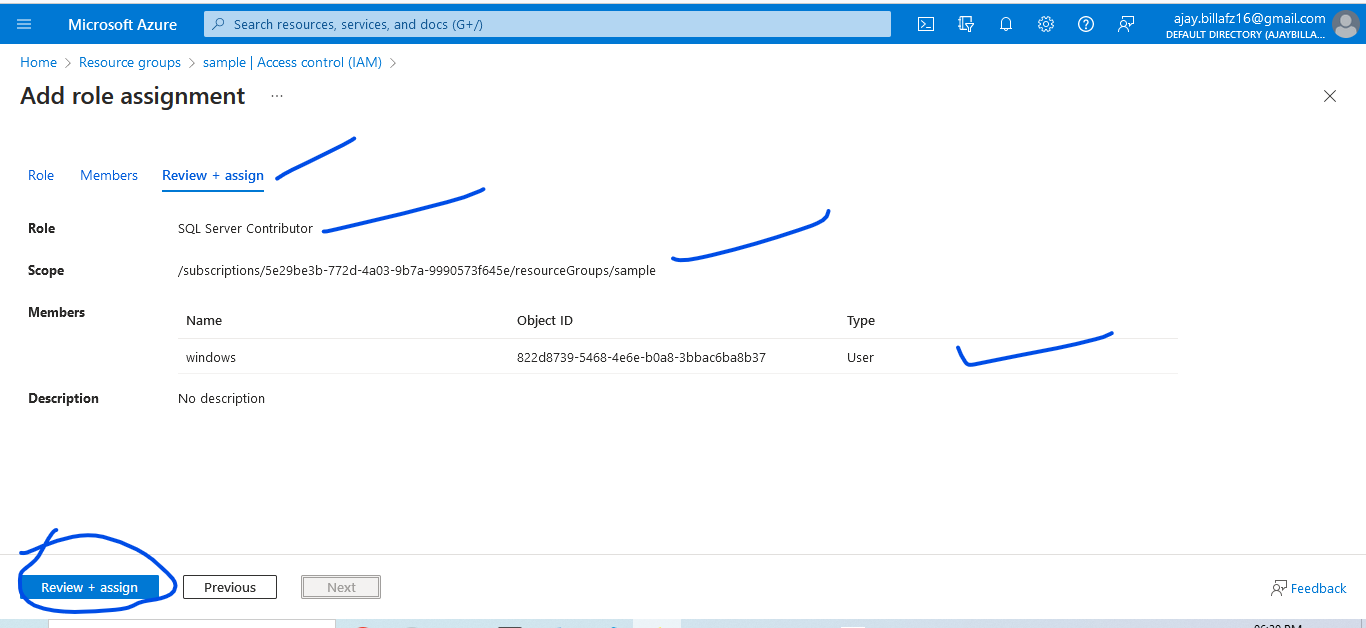 Microsoft Azure
Search resources, services, and docs (G+/)
ajay.billafz16@gmail.com
DEFAULT DIRECTORY (AJAYBILLA...
Home > Resource groups > sample | Access control (IAM) >
Add role assignment ...
Role Members Review + assign
Role SQL Server Contributor
Scope /subscriptions/5e29be3b-772d-4a03-9b7a-9990573f645e/resourceGroups/sample
Members
Name Object ID Type
windows 822d8739-5468-4e6e-b0a8-3bbac6ba8b37 User
Description No description
Review + assign Previous Next
Feedback